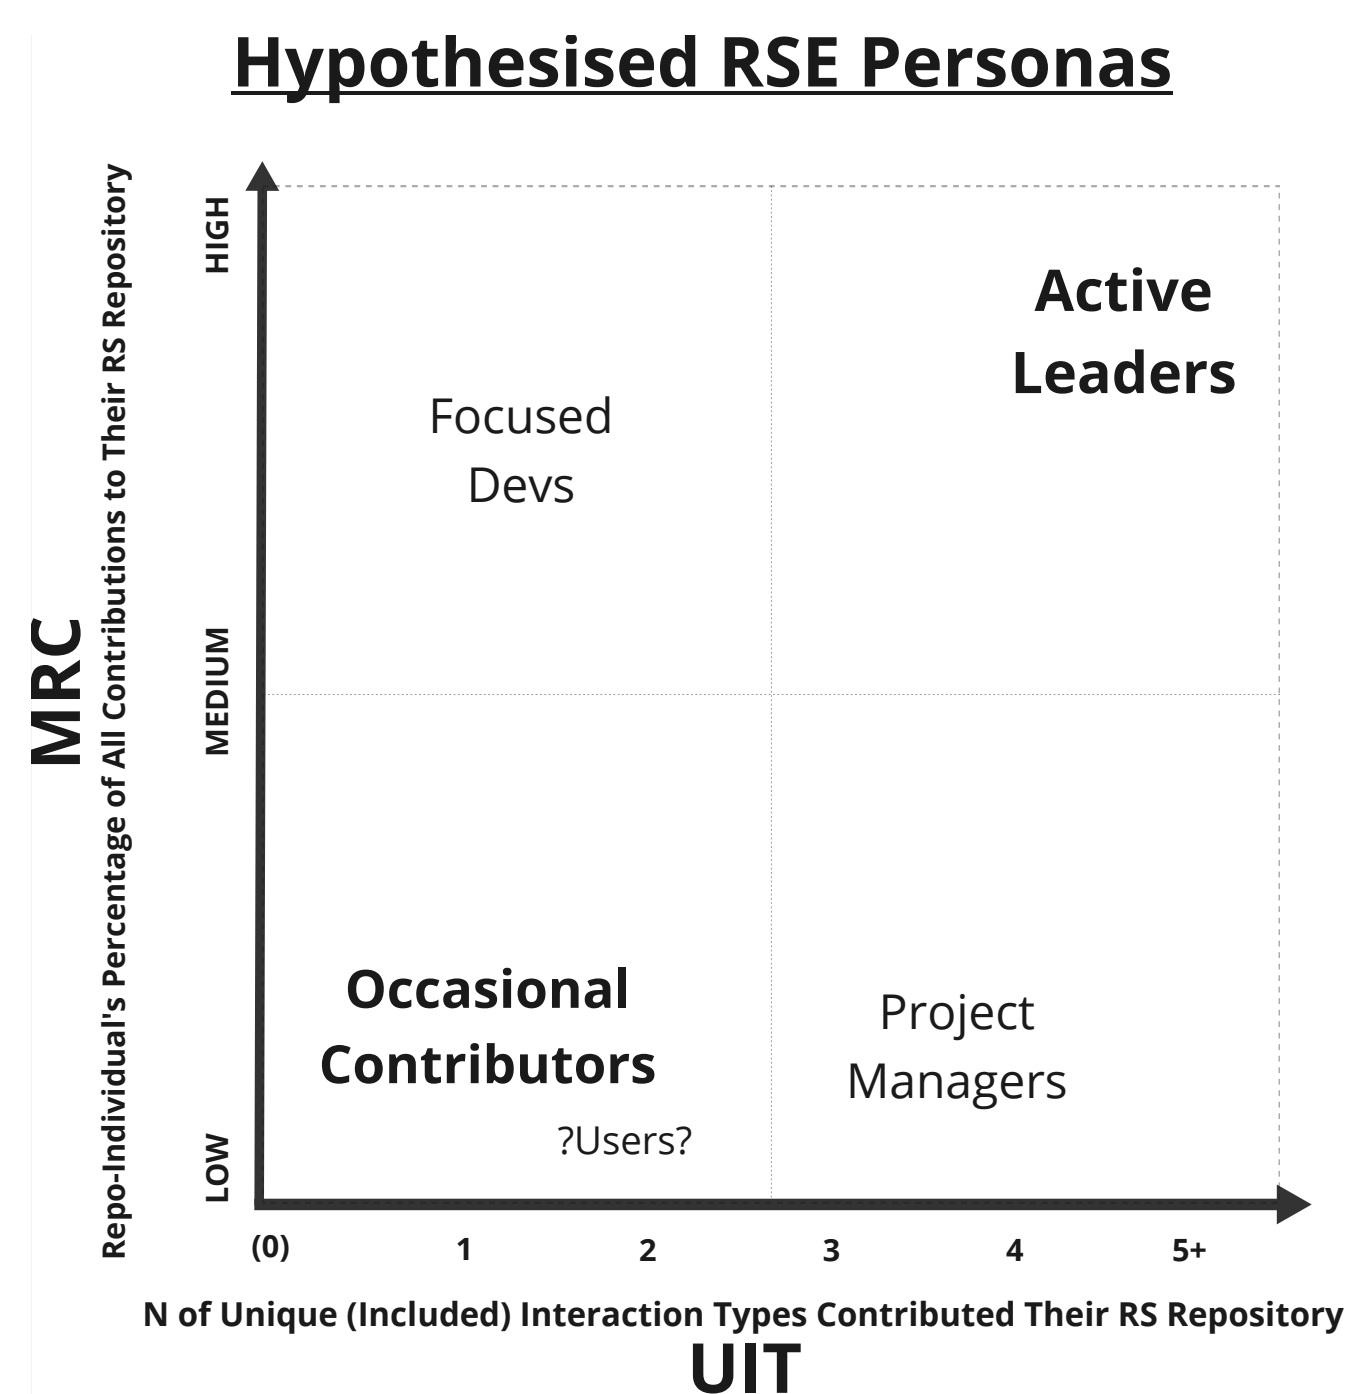 Hypothesised RSE Personas
MRC
Repo-Individual's Percentage of All Contributions to Their RS Repository
HIGH
MEDIUM
LOW
Active
Leaders
Focused
Devs
Occasional
Contributors
?Users?
Project
Managers
(0) 1 2 3 4 5+
N of Unique (Included) Interaction Types Contributed Their RS Repository
UIT